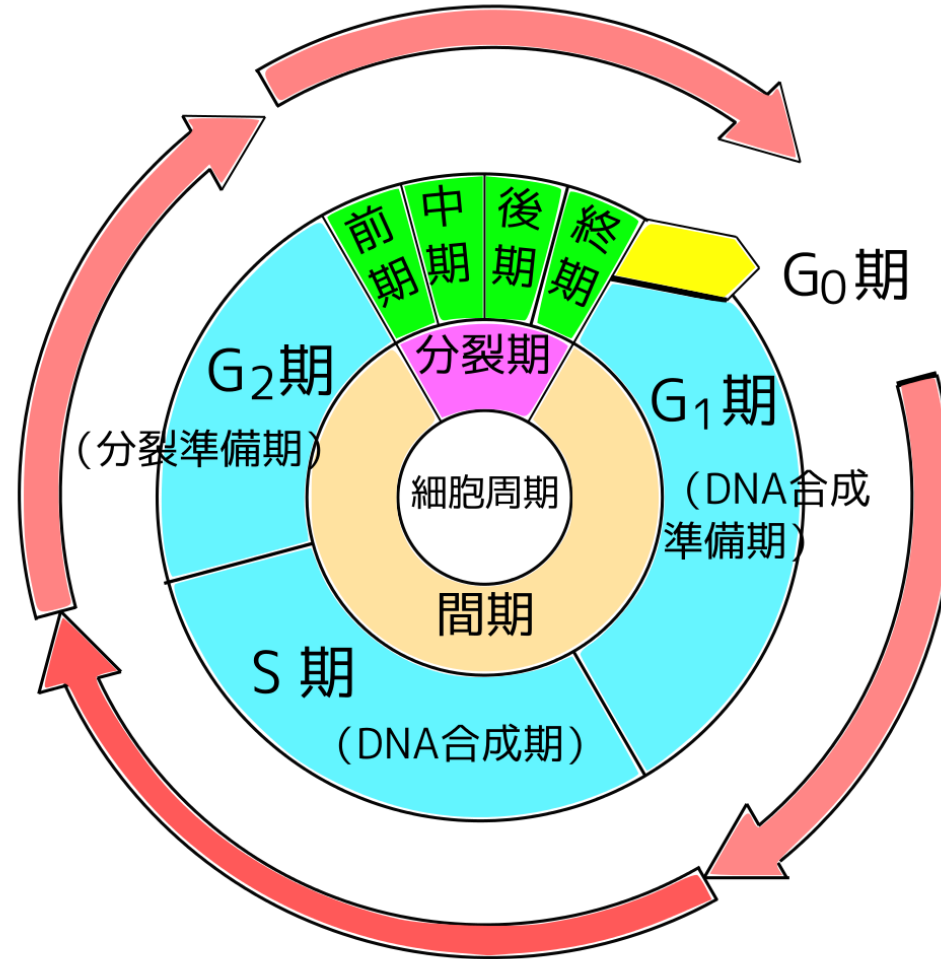 前期
中期
後期
終期
G₀期
分裂期
G₂期
(分裂準備期)
G₁期
(DNA合成
準備期)
細胞周期
間期
S 期
(DNA合成期)